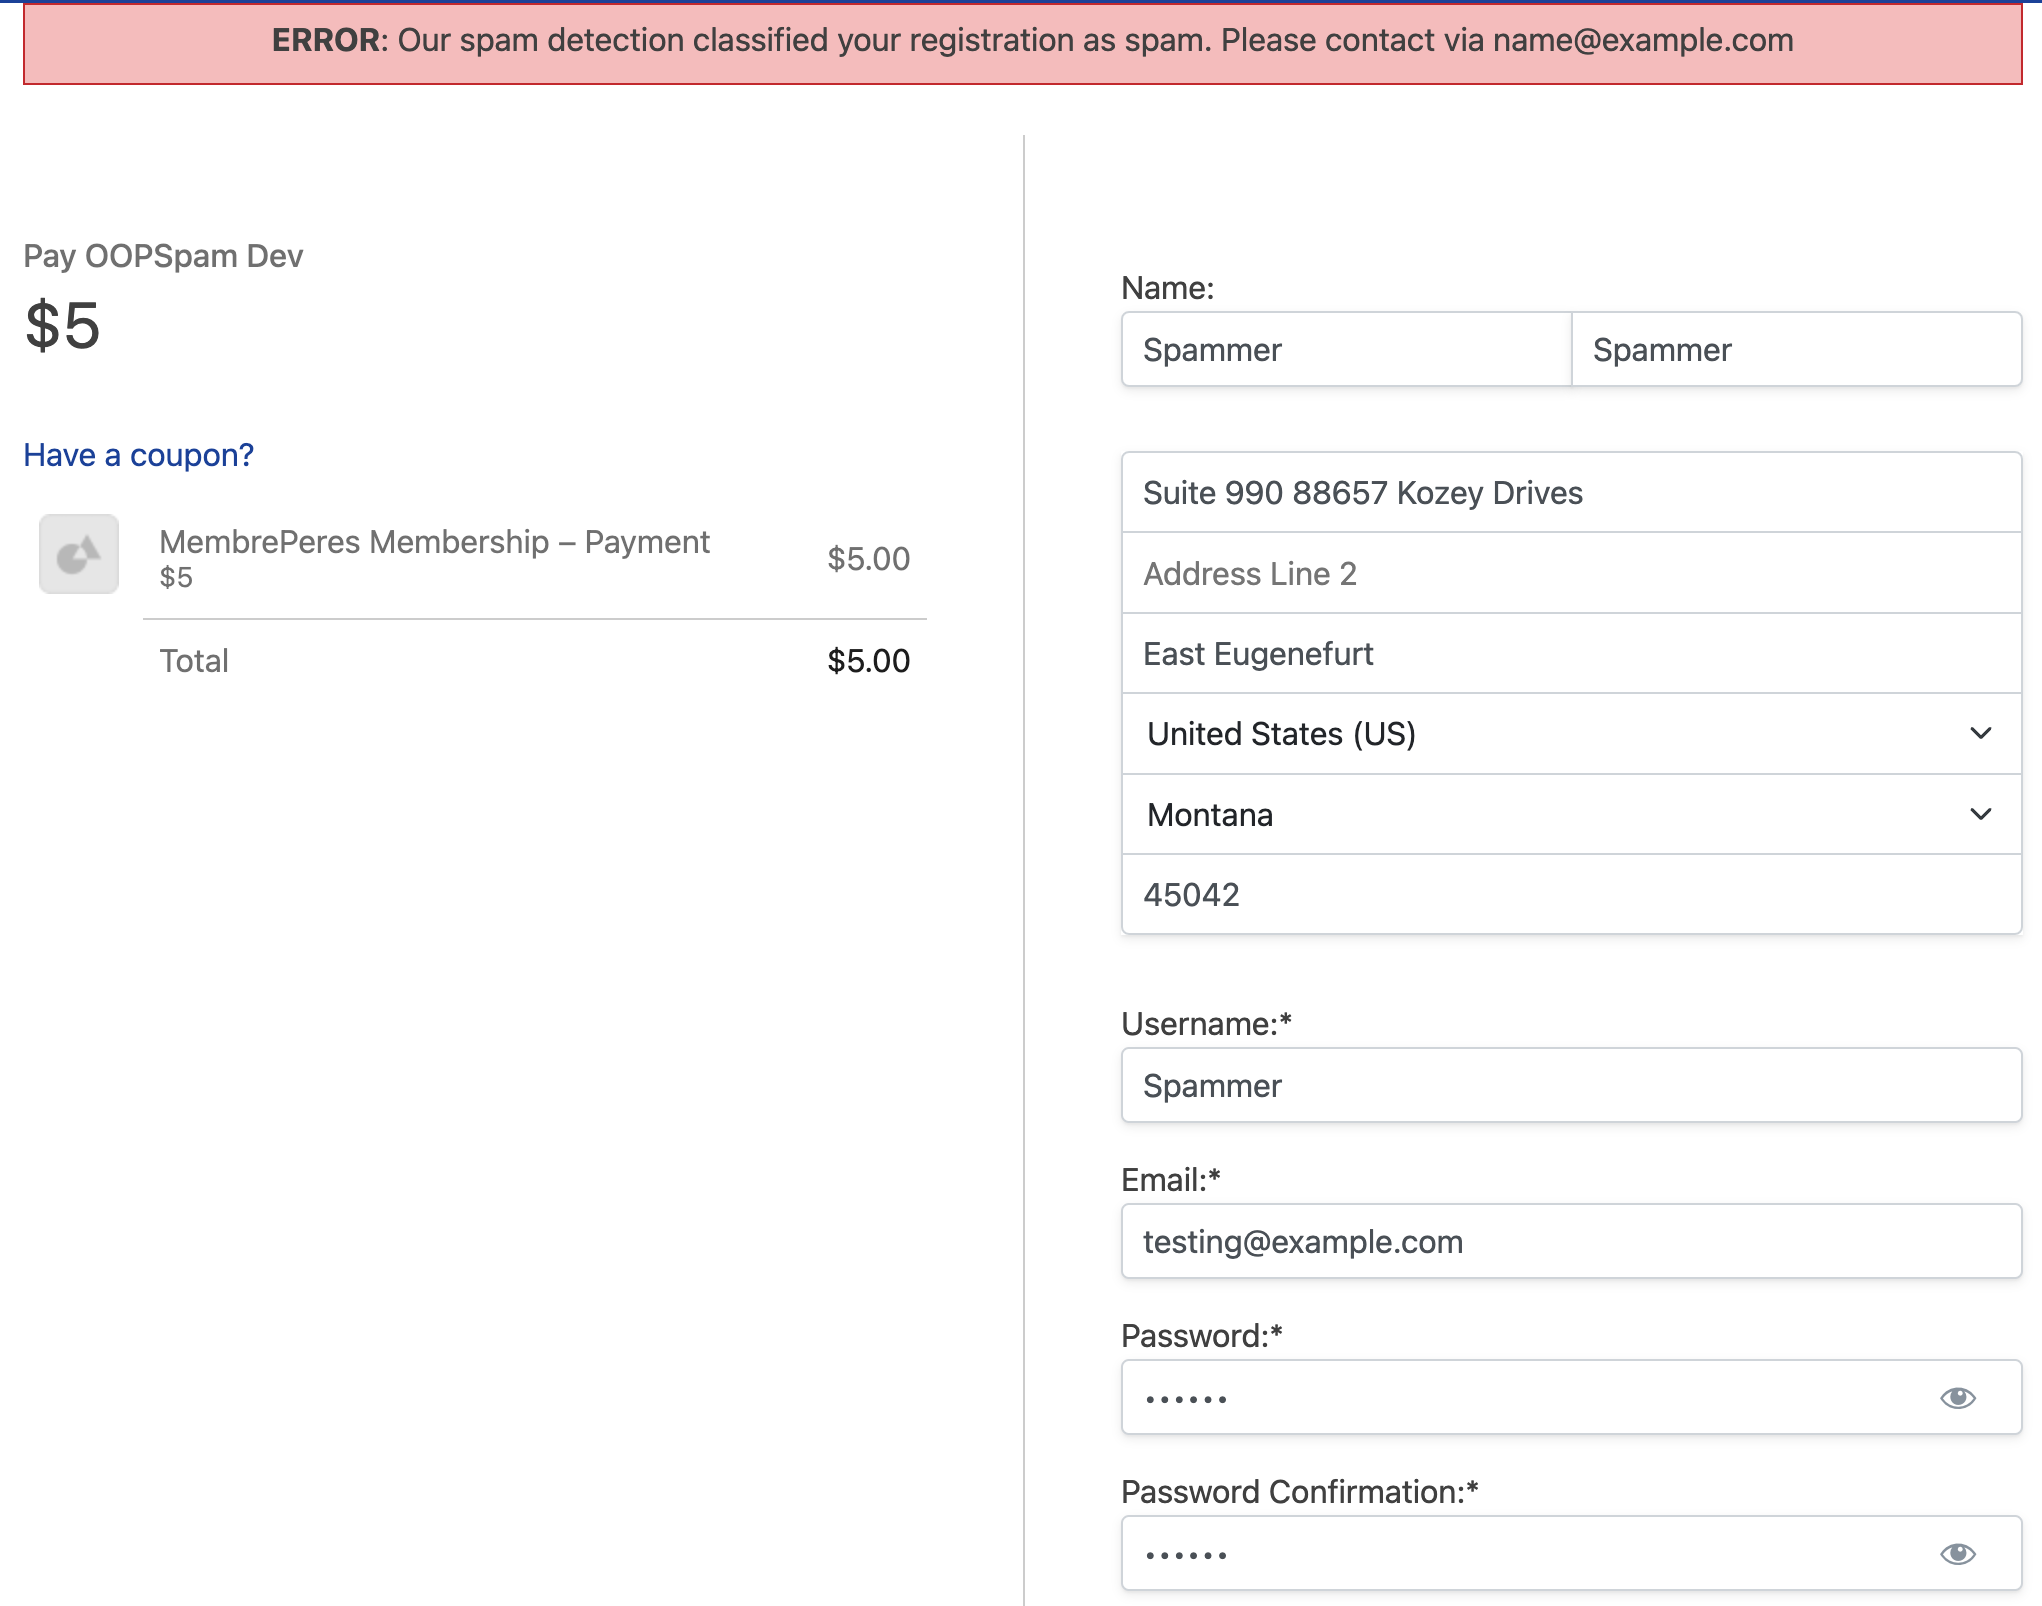 ERROR: Our spam detection classified your registration as spam. Please contact via name@example.com
Pay OOPSpam Dev
$5
Have a coupon?
MembrePeres Membership – Payment
$5
$5.00
Total
$5.00
Name:
Spammer
Spammer
Suite 990 88657 Kozey Drives
Address Line 2
East Eugenefurt
United States (US)
Montana
45042
Username:*
Spammer
Email:*
testing@example.com
Password:*
••••••
Password Confirmation:*
••••••